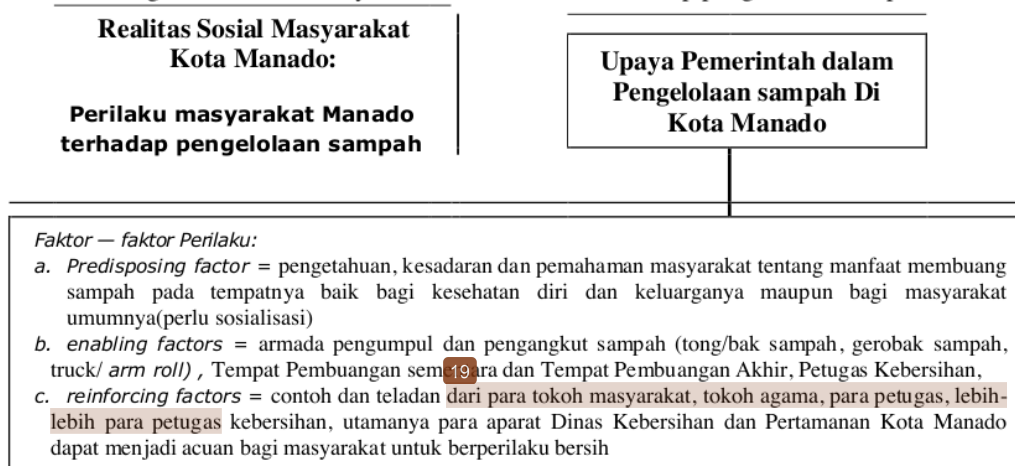 Realitas Sosial Masyarakat
Kota Manado:
Perilaku masyarakat Manado
terhadap pengelolaan sampah
Upaya Pemerintah dalam
Pengelolaan sampah Di
Kota Manado
Faktor — faktor Perilaku:
a. Predisposing factor = pengetahuan, kesadaran dan pemahaman masyarakat tentang manfaat membuang
sampah pada tempatnya baik bagi kesehatan diri dan keluarganya maupun bagi masyarakat
umumnya(perlu sosialisasi)
b. enabling factors = armada pengumpul dan pengangkut sampah (tong/bak sampah, gerobak sampah,
truck/ arm roll) , Tempat Pembuangan sem 19 ara dan Tempat Pembuangan Akhir, Petugas Kebersihan,
c. reinforcing factors = contoh dan teladan dari para tokoh masyarakat, tokoh agama, para petugas, lebih-
lebih para petugas kebersihan, utamanya para aparat Dinas Kebersihan dan Pertamanan Kota Manado
dapat menjadi acuan bagi masyarakat untuk berperilaku bersih